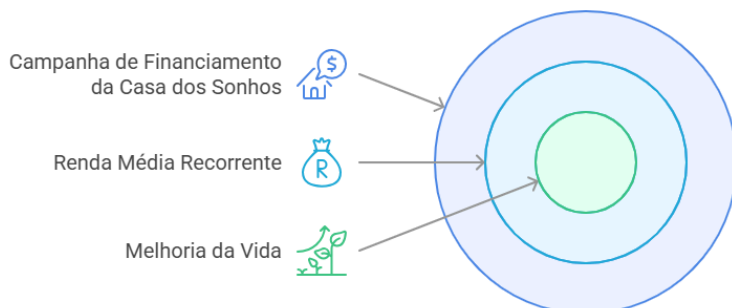 Campanha de Financiamento
da Casa dos Sonhos
$
Renda Média Recorrente
R
Melhoria da Vida